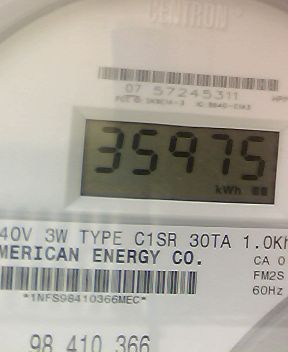 CENTRON
07 57245311
35975
kWh
40V 3W TYPE C1SR 30TA 1.0Kh
MERICAN ENERGY CO.
CA 0
FM2S
60Hz
*1NFS98410366MEC*
98 410 366